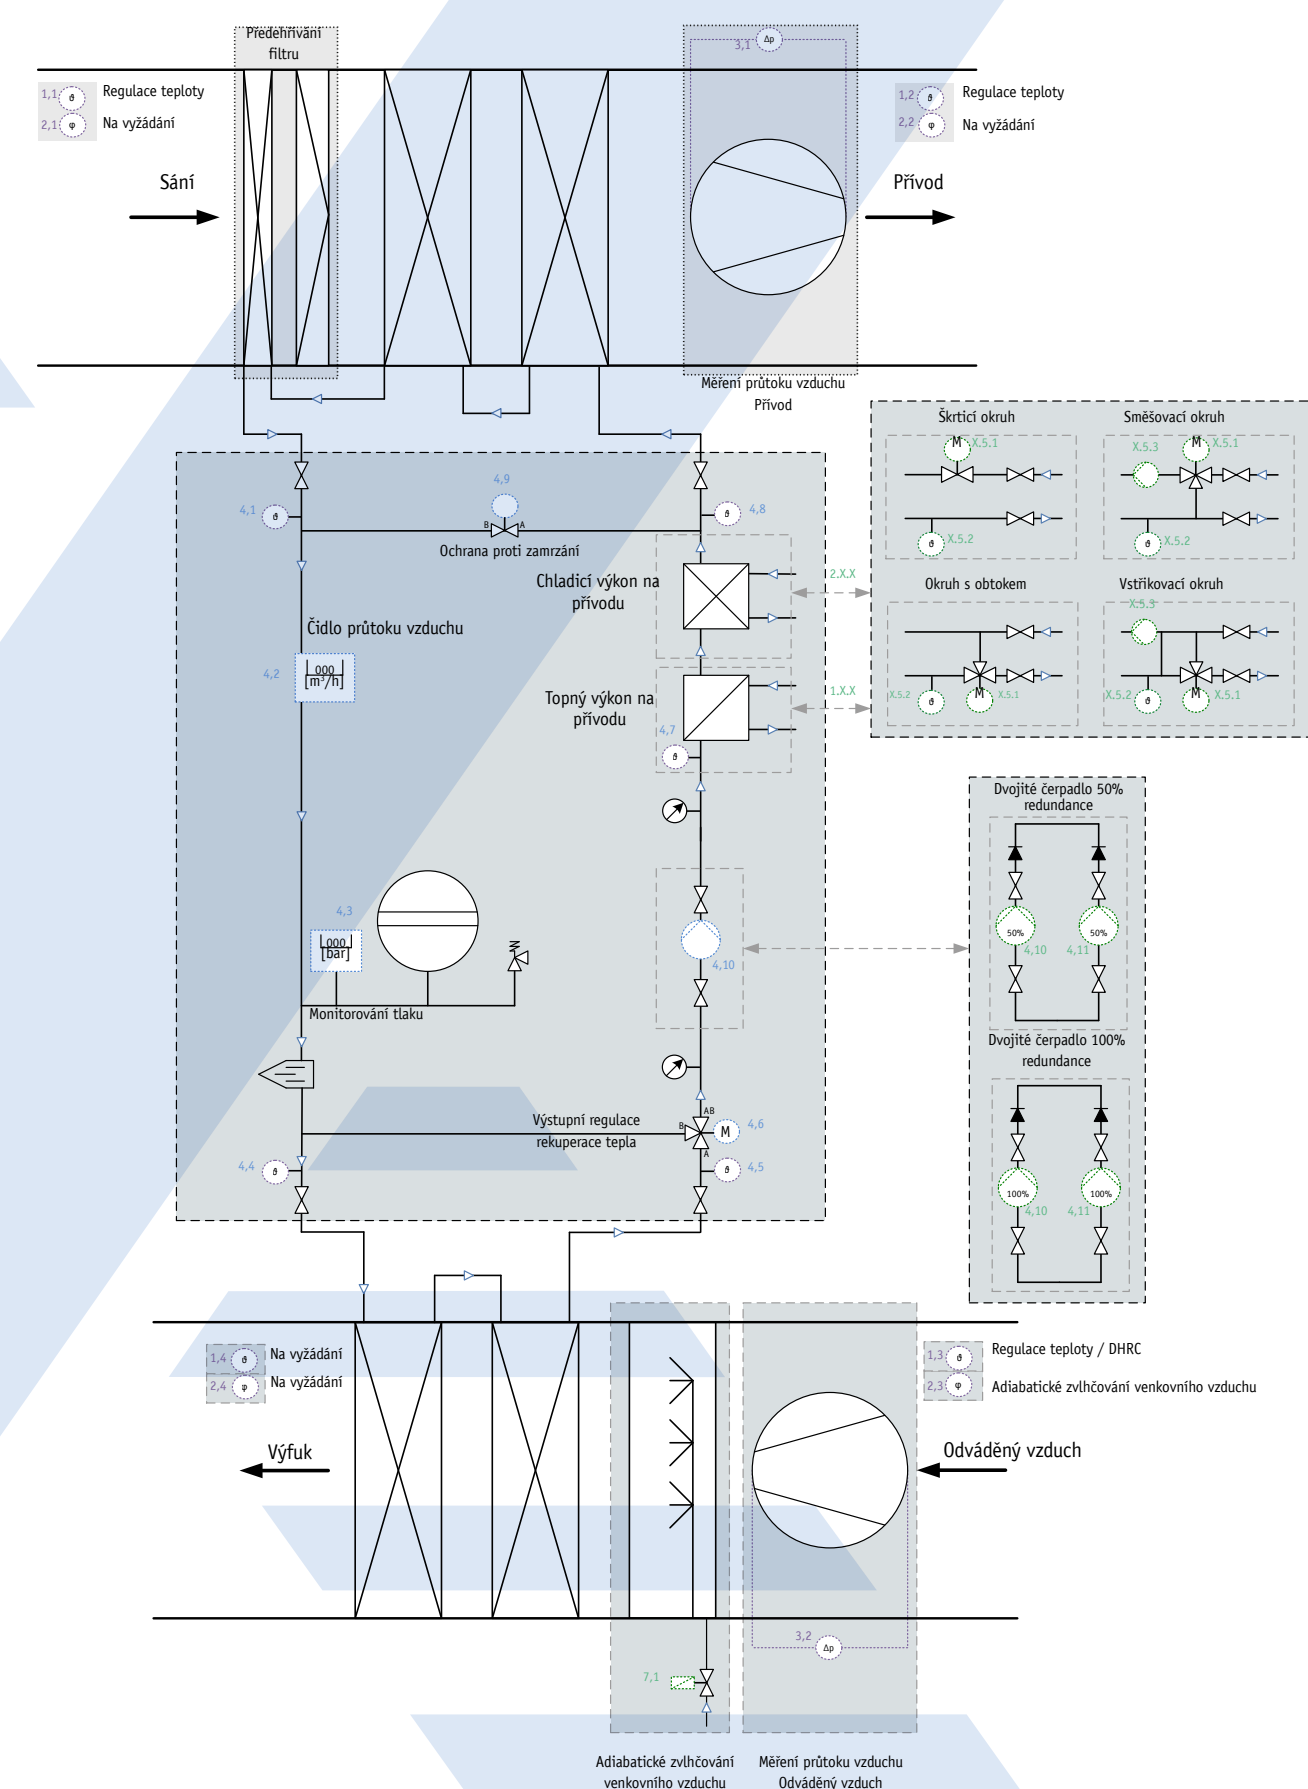 Předehřívání
filtru
3,1 Δp
1,1 ϑ Regulace teploty
2,1 φ Na vyžádání
1,2 ϑ Regulace teploty
2,2 φ Na vyžádání
Sání
Přívod
Měření průtoku vzduchu
Přívod
Škrticí okruh
M X.5.1
ϑ X.5.2
Směšovací okruh
X.5.3 M X.5.1
ϑ X.5.2
Okruh s obtokem
X.5.2 ϑ M X.5.1
Vstřikovací okruh
X.5.3
X.5.2 ϑ M X.5.1
4,9
4,1 ϑ
B A
ϑ 4,8
Ochrana proti zamrzání
Chladicí výkon na
přívodu
2.X.X
Čidlo průtoku vzduchu
4,2 000
[m³/h]
Topný výkon na
přívodu
1.X.X
4,7
ϑ
Dvojité čerpadlo 50%
redundance
50% 50%
4,10 4,11
4,3
000
[bar]
4,10
Monitorování tlaku
Dvojité čerpadlo 100%
redundance
100% 100%
4,10 4,11
Výstupní regulace
rekuperace tepla
AB
B M 4,6
A
4,4 ϑ
ϑ 4,5
1,4 ϑ Na vyžádání
2,4 φ Na vyžádání
1,3 ϑ Regulace teploty / DHRC
2,3 φ Adiabatické zvlhčování venkovního vzduchu
Výfuk
Odváděný vzduch
3,2 Δp
7,1
Adiabatické zvlhčování
venkovního vzduchu
Měření průtoku vzduchu
Odváděný vzduch